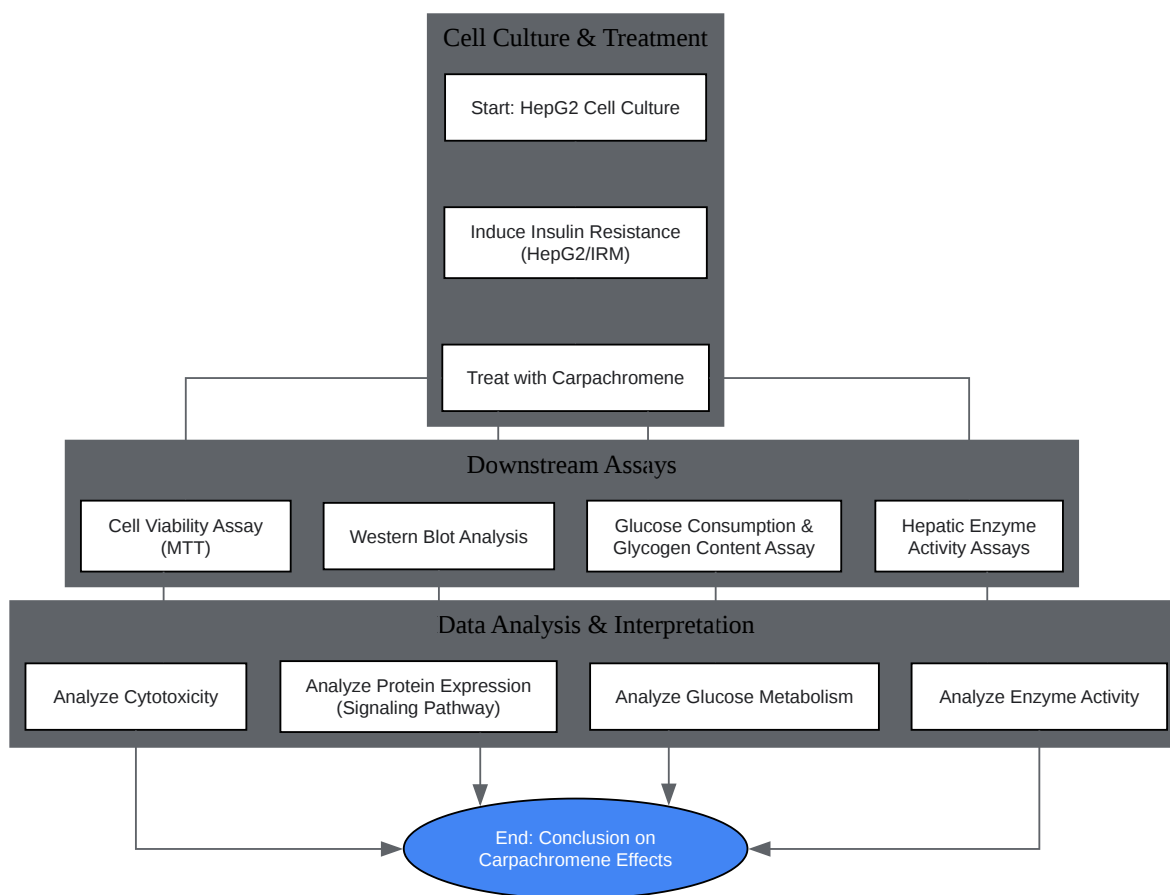 Cell Culture & Treatment
Start: HepG2 Cell Culture
Induce Insulin Resistance
(HepG2/IRM)
Treat with Carpachromene
Downstream Assays
Cell Viability Assay
(MTT)
Western Blot Analysis
Glucose Consumption &
Glycogen Content Assay
Hepatic Enzyme
Activity Assays
Data Analysis & Interpretation
Analyze Cytotoxicity
Analyze Protein Expression
(Signaling Pathway)
Analyze Glucose Metabolism
Analyze Enzyme Activity
End: Conclusion on
Carpachromene Effects